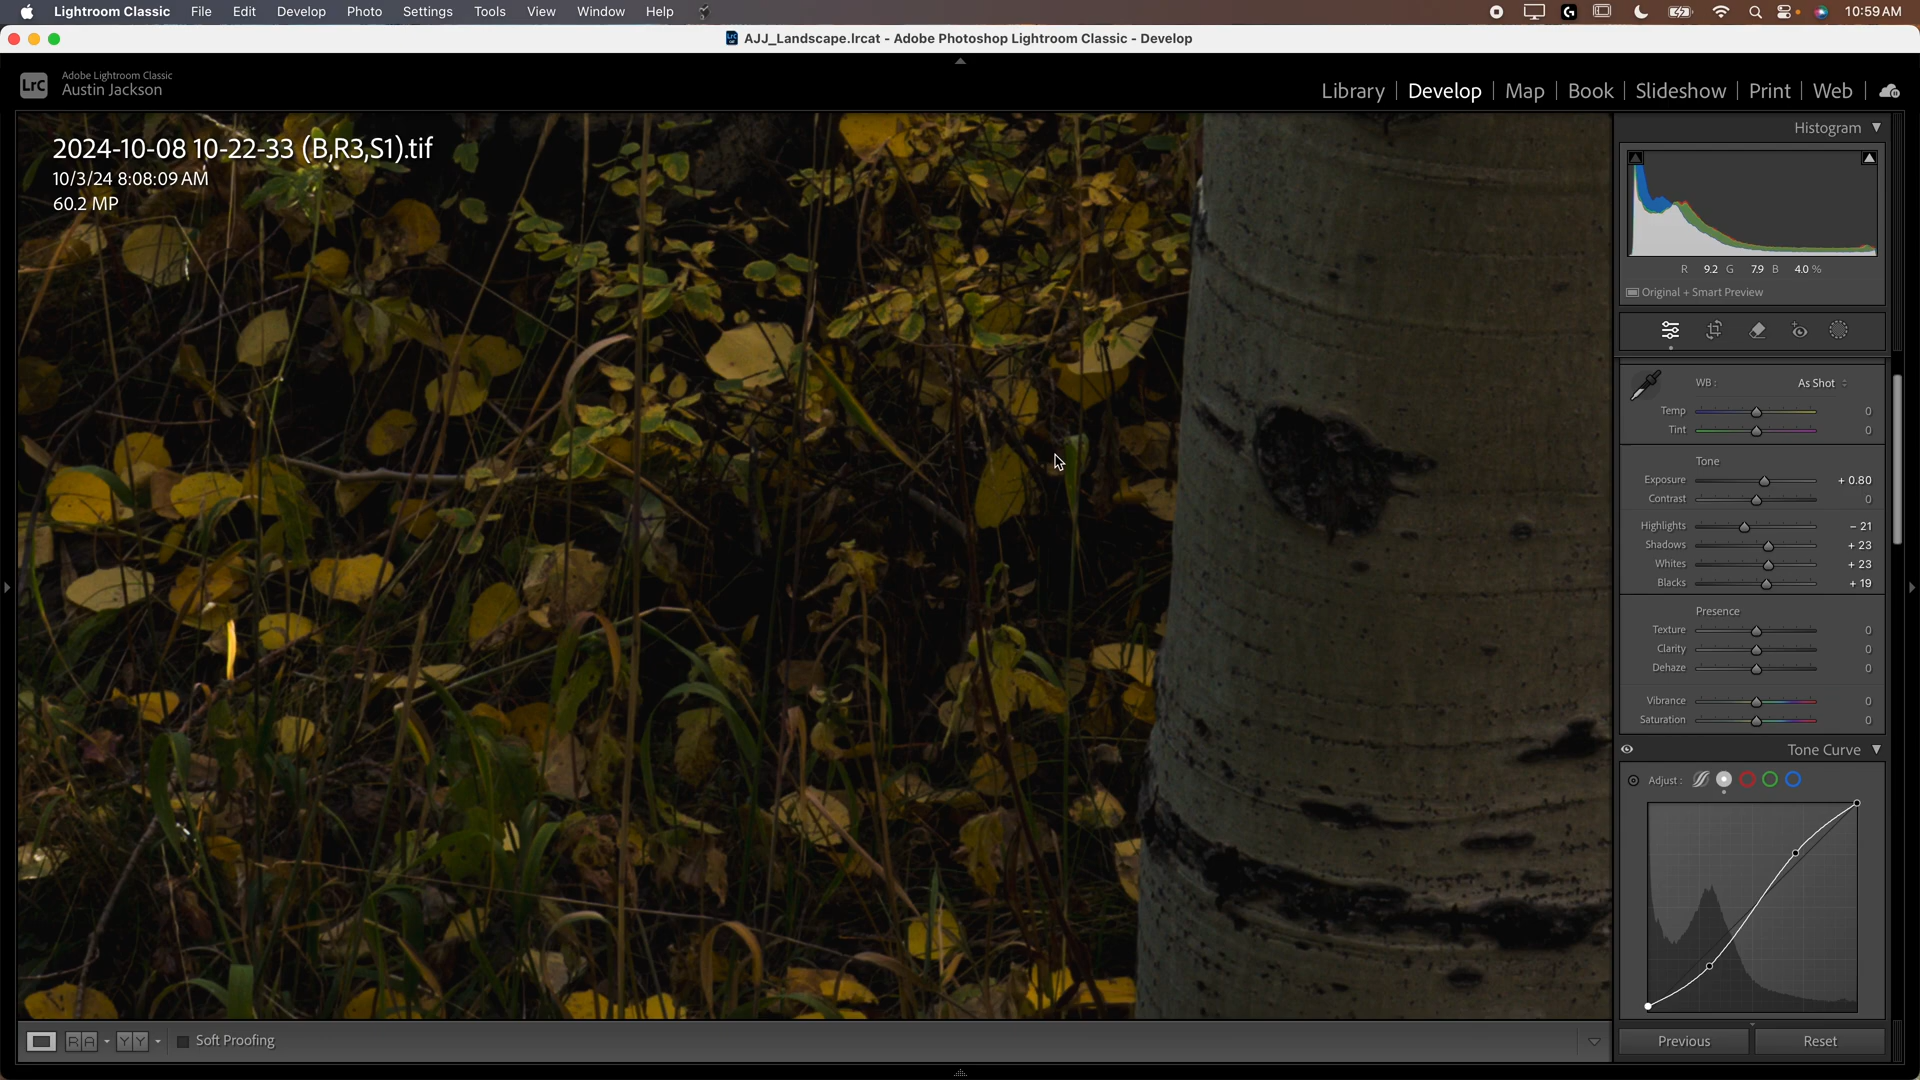 Lightroom Classic File Edit Develop Photo Settings Tools View Window Help 10:59 AM
AJJ_Landscape.lrcat - Adobe Photoshop Lightroom Classic - Develop
LrC
Adobe Lightroom Classic
Austin Jackson
Library | Develop | Map | Book | Slideshow | Print | Web
2024-10-08 10-22-33 (B,R3,S1).tif
10/3/24 8:08:09 AM
60.2 MP
Histogram
R 9.2 G 7.9 B 4.0 %
Original + Smart Preview
WB : As Shot
Temp 0
Tint 0
Tone
Exposure + 0.80
Contrast 0
Highlights – 21
Shadows + 23
Whites + 23
Blacks + 19
Presence
Texture 0
Clarity 0
Dehaze 0
Vibrance 0
Saturation 0
Tone Curve
Adjust :
R A Y Y Soft Proofing
Previous Reset